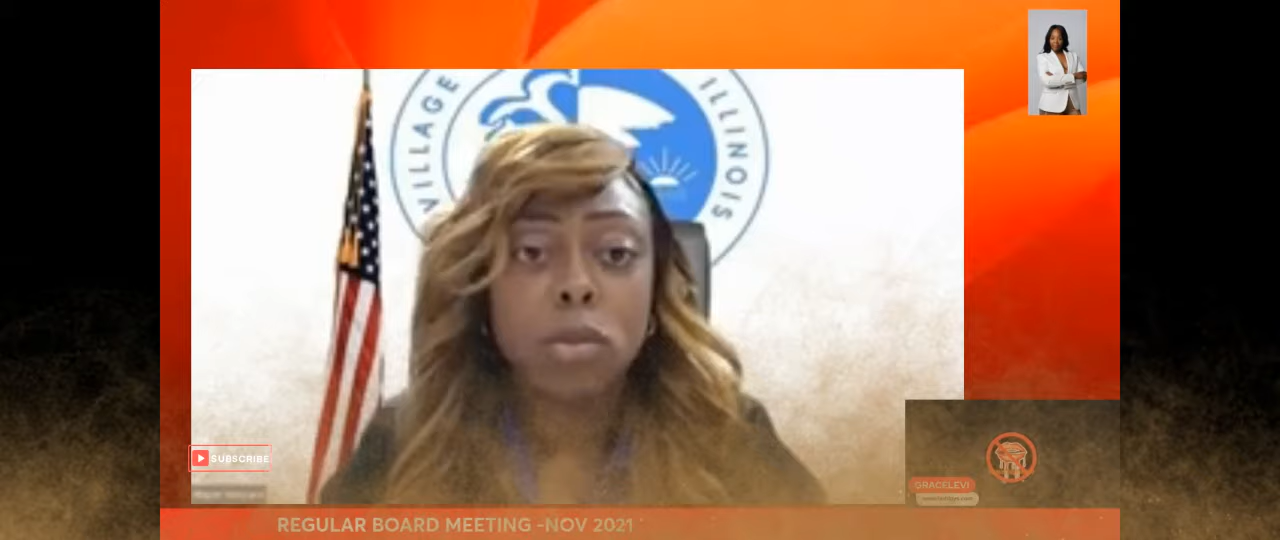 VILLAGE
ILLINOIS
SUBSCRIBE
GRACELEVI
REGULAR BOARD MEETING -NOV 2021